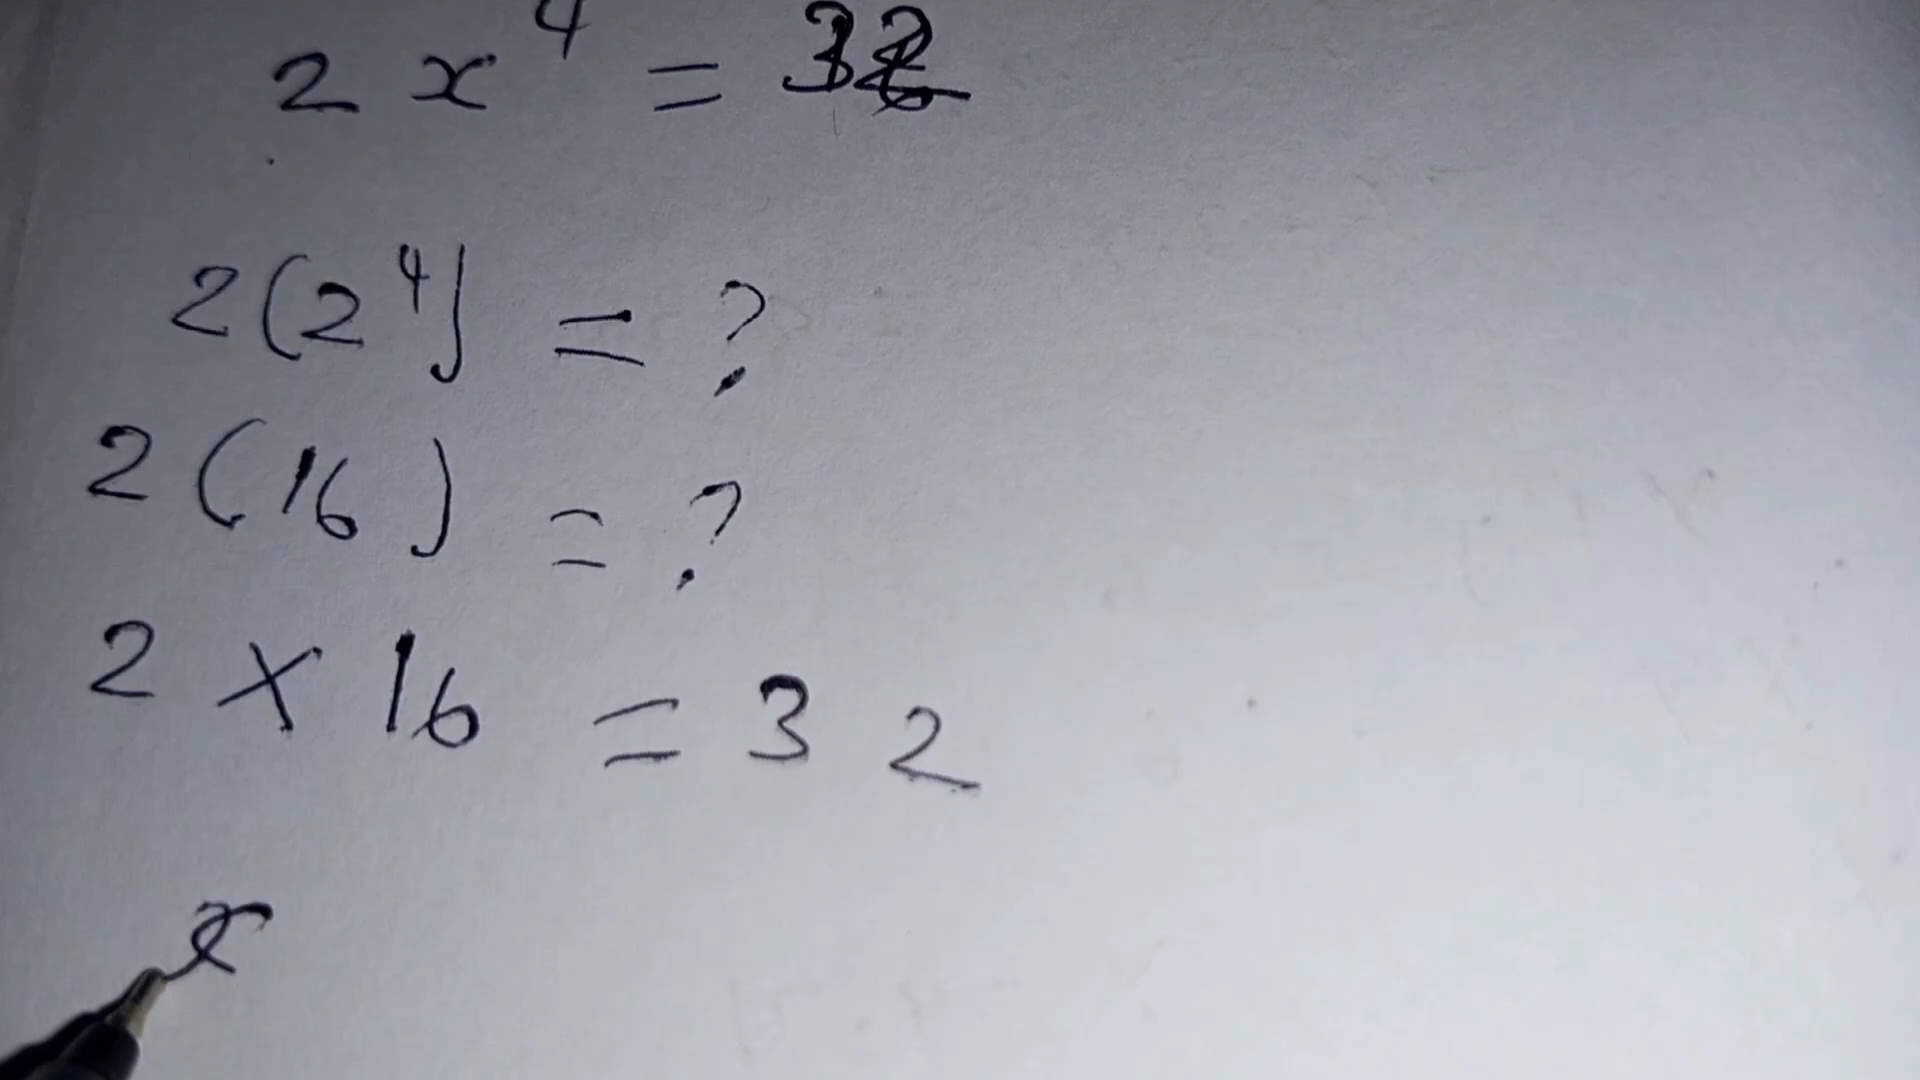 2x⁴ = 32
2(2⁴) = ?
2(16) = ?
2 × 16 = 32
x